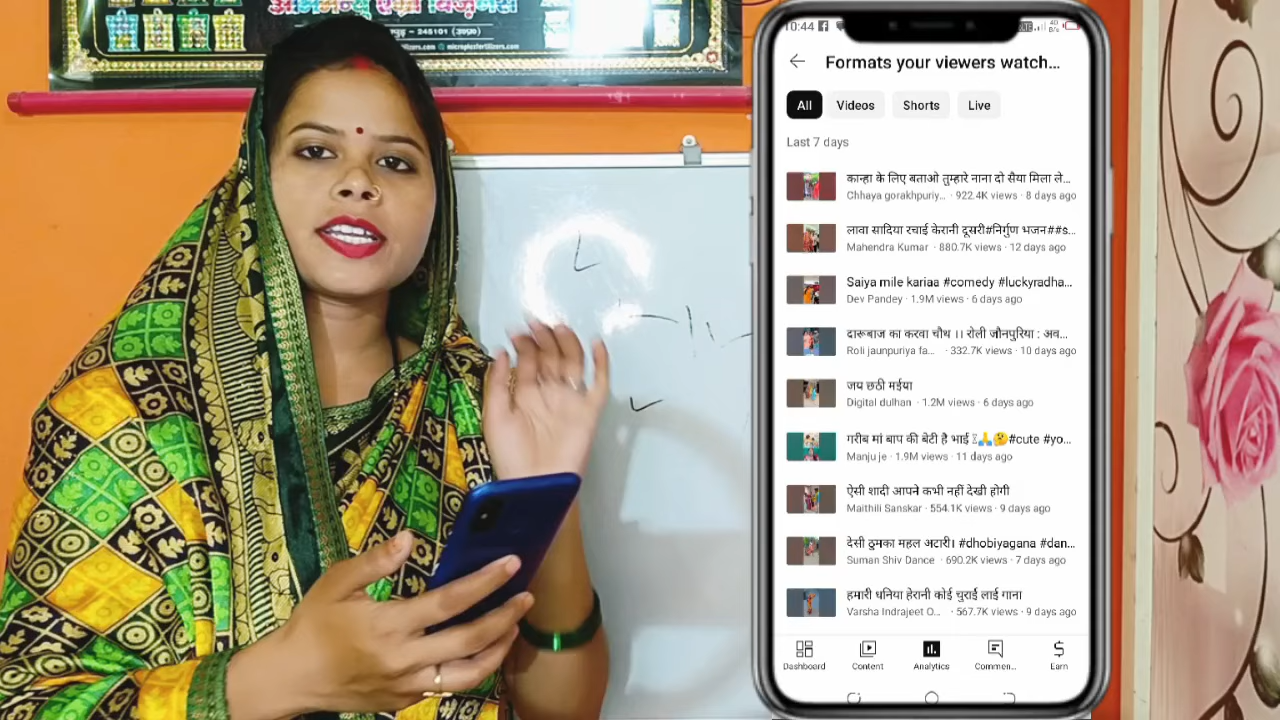 हापुड़ - 245101 (उ०प्र०)
10:44
Formats your viewers watch...
All Videos Shorts Live
Last 7 days
कान्हा के लिए बताओ तुम्हारे नाना दो सैया मिला ले...
Chhaya gorakhpuriy... · 922.4K views · 8 days ago
लावा सादिया रचाई केरानी दूसरी#निर्गुण भजन##s...
Mahendra Kumar · 880.7K views · 12 days ago
Saiya mile kariaa #comedy #luckyradha...
Dev Pandey · 1.9M views · 6 days ago
दारूबाज का करवा चौथ ।। रोली जौनपुरिया : अव...
Roli jaunpuriya fa... · 332.7K views · 10 days ago
जय छठी मईया
Digital dulhan · 1.2M views · 6 days ago
गरीब मां बाप की बेटी है भाई ⏳🙏🤔#cute #yo...
Manju je · 1.9M views · 11 days ago
ऐसी शादी आपने कभी नहीं देखी होगी
Maithili Sanskar · 554.1K views · 9 days ago
देसी ठुमका महल अटारी। #dhobiyagana #dan...
Suman Shiv Dance · 690.2K views · 7 days ago
हमारी धनिया हेरानी कोई चुराई लाई गाना
Varsha Indrajeet O... · 567.7K views · 9 days ago
Dashboard Content Analytics Commen... Earn